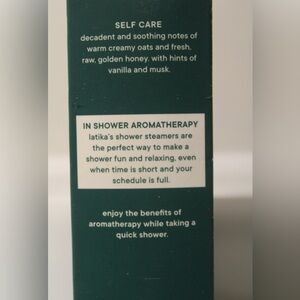 SELF CARE
decadent and soothing notes of
warm creamy oats and fresh,
raw, golden honey. with hints of
vanilla and musk.
IN SHOWER AROMATHERAPY
latika's shower steamers are
the perfect way to make a
shower fun and relaxing, even
when time is short and your
schedule is full.
enjoy the benefits of
aromatherapy while taking a
quick shower.